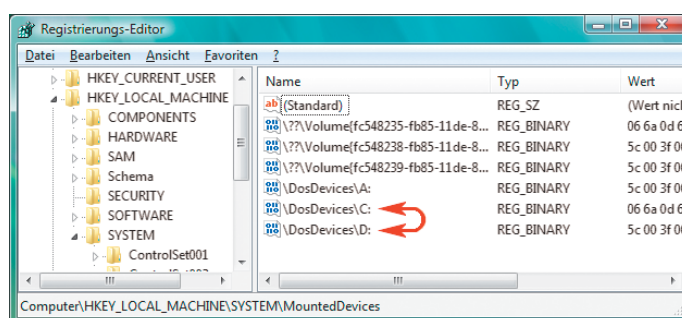 Registrierungs-Editor
Datei Bearbeiten Ansicht Favoriten ?
HKEY_CURRENT_USER
HKEY_LOCAL_MACHINE
COMPONENTS
HARDWARE
SAM
Schema
SECURITY
SOFTWARE
SYSTEM
ControlSet001
Name Typ Wert
(Standard) REG_SZ (Wert nich
\??\Volume{fc548235-fb85-11de-8... REG_BINARY 06 6a 0d 6
\??\Volume{fc548238-fb85-11de-8... REG_BINARY 5c 00 3f 00
\??\Volume{fc548239-fb85-11de-8... REG_BINARY 5c 00 3f 00
\DosDevices\A: REG_BINARY 5c 00 3f 00
\DosDevices\C: REG_BINARY 06 6a 0d 6
\DosDevices\D: REG_BINARY 5c 00 3f 00
Computer\HKEY_LOCAL_MACHINE\SYSTEM\MountedDevices